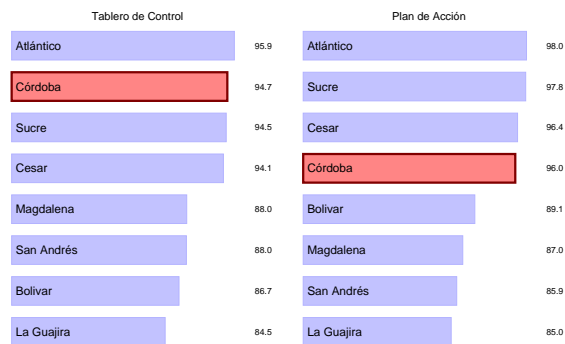 Tablero de Control
Atlántico 95.9
Córdoba 94.7
Sucre 94.5
Cesar 94.1
Magdalena 88.0
San Andrés 88.0
Bolivar 86.7
La Guajira 84.5
Plan de Acción
Atlántico 98.0
Sucre 97.8
Cesar 96.4
Córdoba 96.0
Bolivar 89.1
Magdalena 87.0
San Andrés 85.9
La Guajira 85.0